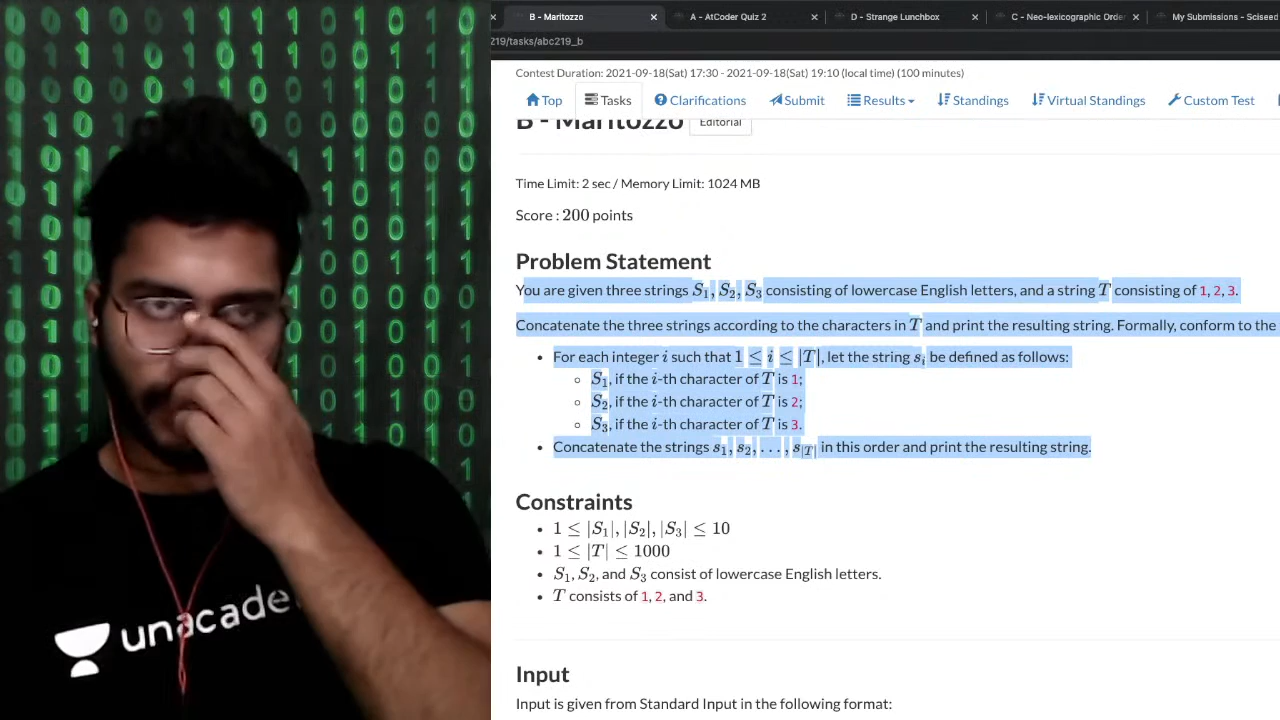 B - Maritozzo
A - AtCoder Quiz 2
D - Strange Lunchbox
C - Neo-lexicographic Order
My Submissions - Sciseed
219/tasks/abc219_b
Contest Duration: 2021-09-18(Sat) 17:30 - 2021-09-18(Sat) 19:10 (local time) (100 minutes)
Top
Tasks
Clarifications
Submit
Results
Standings
Virtual Standings
Custom Test
B - Maritozzo
Editorial
Time Limit: 2 sec / Memory Limit: 1024 MB
Score : 200 points
Problem Statement
You are given three strings S₁, S₂, S₃ consisting of lowercase English letters, and a string T consisting of 1, 2, 3.
Concatenate the three strings according to the characters in T and print the resulting string. Formally, conform to the
• For each integer i such that 1 ≤ i ≤ |T|, let the string sᵢ be defined as follows:
◦ S₁, if the i-th character of T is 1;
◦ S₂, if the i-th character of T is 2;
◦ S₃, if the i-th character of T is 3.
• Concatenate the strings s₁, s₂, …, s|T| in this order and print the resulting string.
Constraints
• 1 ≤ |S₁|, |S₂|, |S₃| ≤ 10
• 1 ≤ |T| ≤ 1000
• S₁, S₂, and S₃ consist of lowercase English letters.
• T consists of 1, 2, and 3.
Input
Input is given from Standard Input in the following format:
unacade